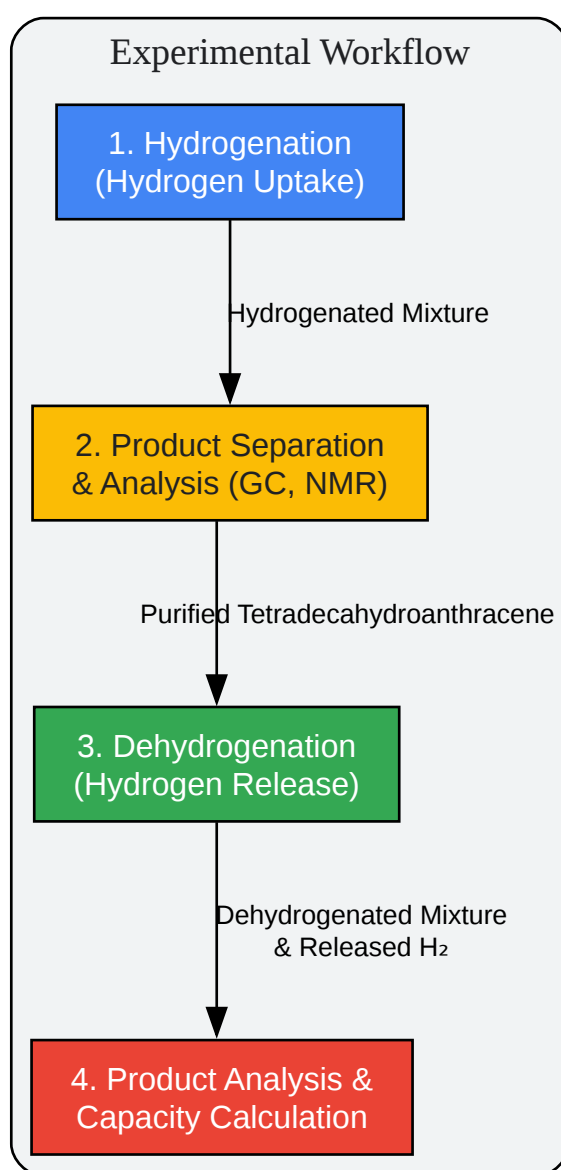 Experimental Workflow
1. Hydrogenation
(Hydrogen Uptake)
Hydrogenated Mixture
2. Product Separation
& Analysis (GC, NMR)
Purified Tetradecahydroanthracene
3. Dehydrogenation
(Hydrogen Release)
Dehydrogenated Mixture
& Released H₂
4. Product Analysis &
Capacity Calculation